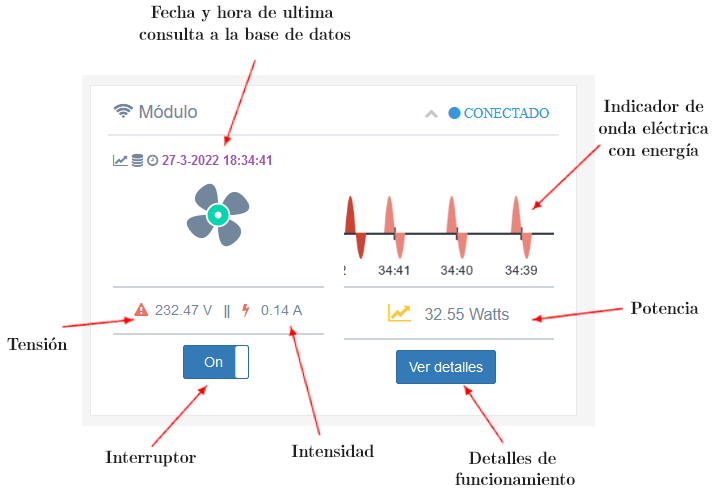 Fecha y hora de ultima
consulta a la base de datos
Módulo
CONECTADO
Indicador de
onda eléctrica
con energía
27-3-2022 18:34:41
2 34:41 34:40 34:39
232.47 V || 0.14 A
32.55 Watts
Potencia
Tensión
On
Ver detalles
Interruptor
Intensidad
Detalles de
funcionamiento